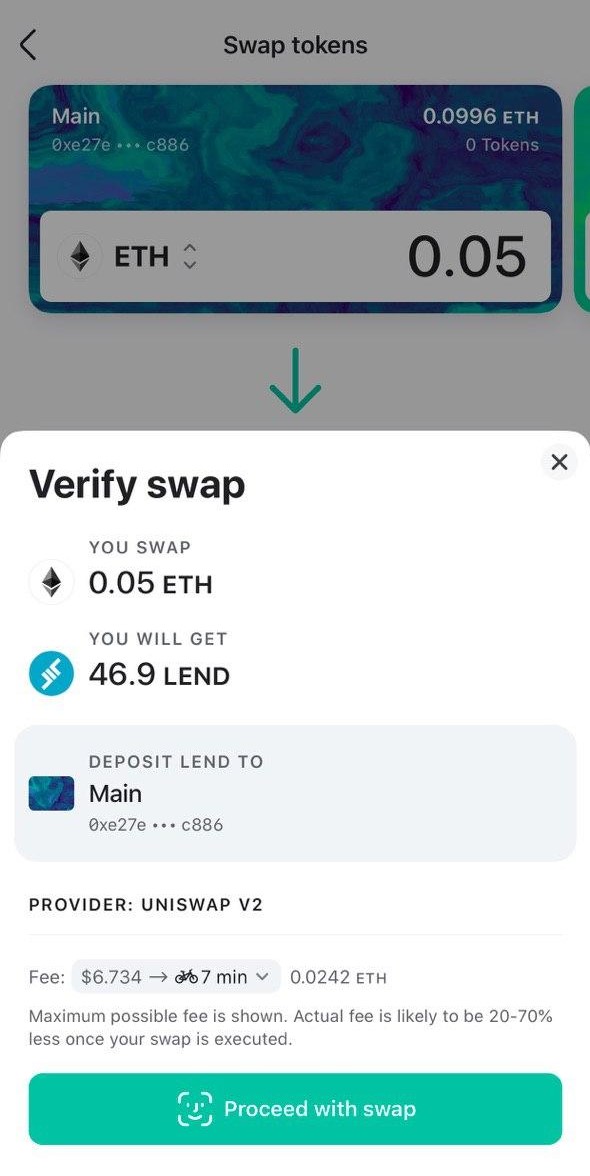 Swap tokens
Main 0.0996 ETH
0xe27e ••• c886 0 Tokens
ETH 0.05
Verify swap
YOU SWAP
0.05 ETH
YOU WILL GET
46.9 LEND
DEPOSIT LEND TO
Main
0xe27e ••• c886
PROVIDER: UNISWAP V2
Fee: $6.734 → 🚲7 min 0.0242 ETH
Maximum possible fee is shown. Actual fee is likely to be 20-70%
less once your swap is executed.
Proceed with swap